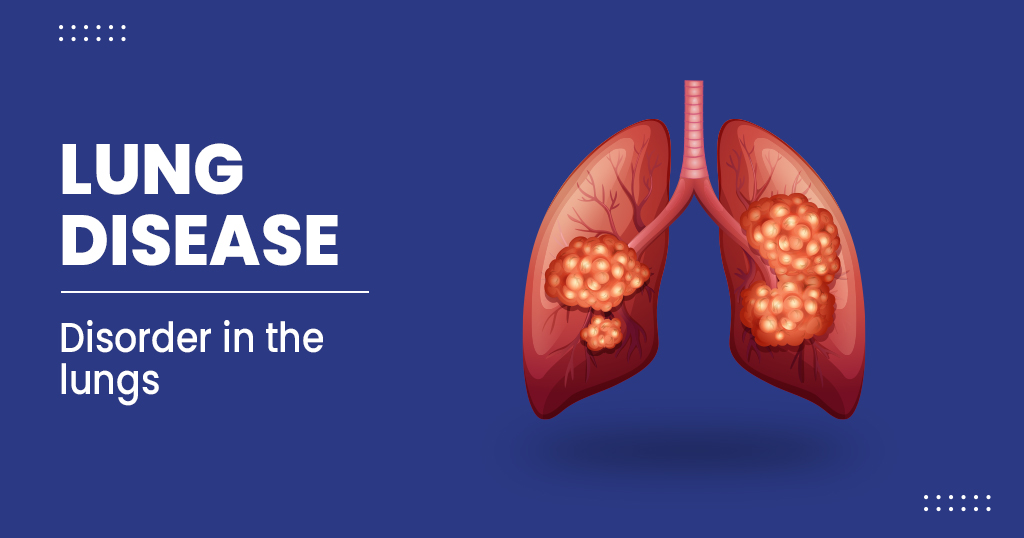 LUNG
DISEASE
Disorder in the
lungs